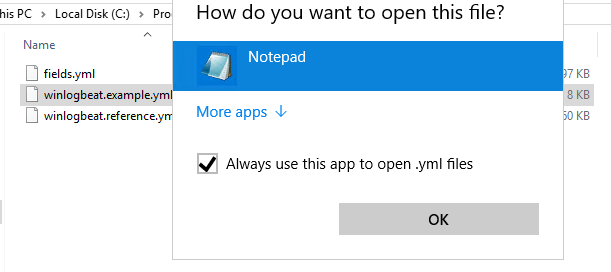 his PC > Local Disk (C:) > Pro
How do you want to open this file?
Name
Notepad
fields.yml
97 KB
winlogbeat.example.yml
8 KB
More apps
winlogbeat.reference.ym
60 KB
Always use this app to open .yml files
OK